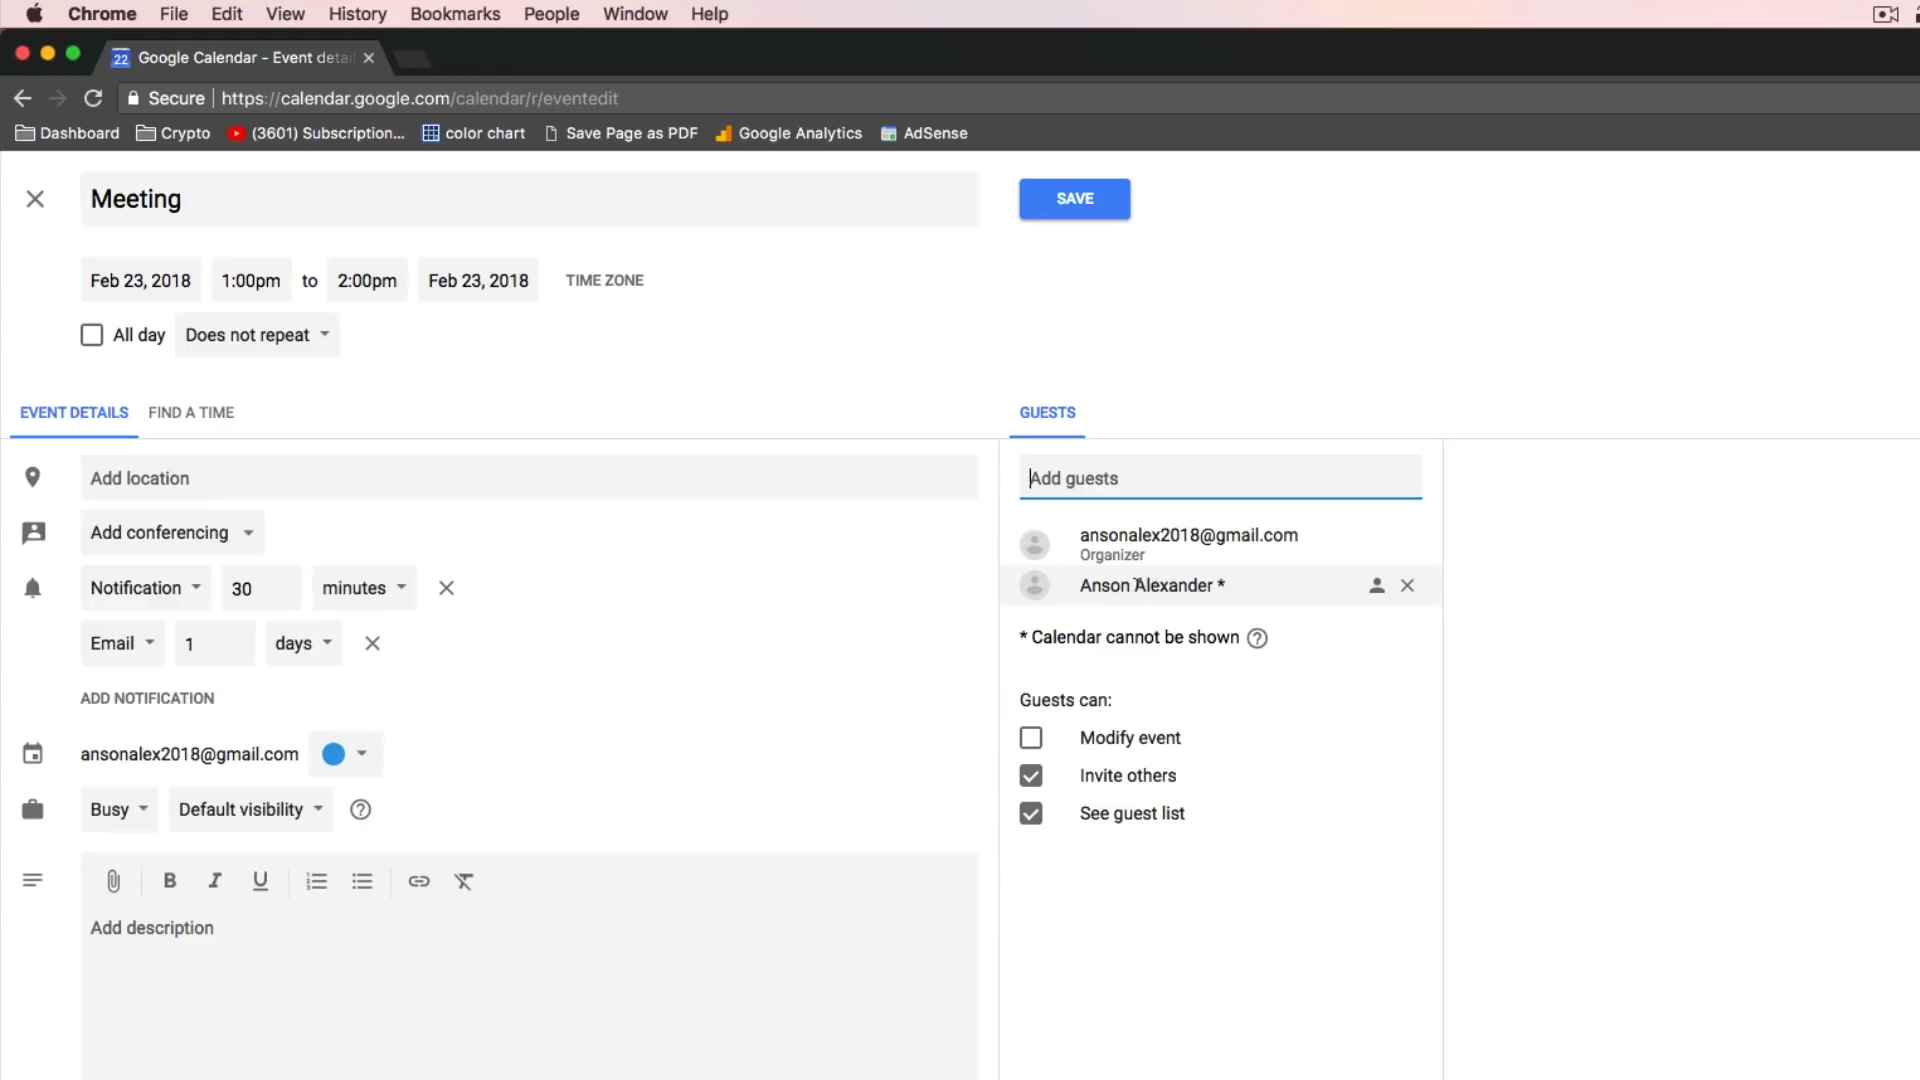 Chrome File Edit View History Bookmarks People Window Help
22 Google Calendar - Event detai
Secure https://calendar.google.com/calendar/r/eventedit
Dashboard Crypto (3601) Subscription... color chart Save Page as PDF Google Analytics AdSense
Meeting
SAVE
Feb 23, 2018 1:00pm to 2:00pm Feb 23, 2018 TIME ZONE
All day Does not repeat
EVENT DETAILS FIND A TIME
GUESTS
Add location
Add guests
Add conferencing
ansonalex2018@gmail.com
Organizer
Notification 30 minutes
Anson Alexander *
Email 1 days
* Calendar cannot be shown
ADD NOTIFICATION
Guests can:
ansonalex2018@gmail.com
Modify event
Invite others
Busy Default visibility
See guest list
B I U
Add description